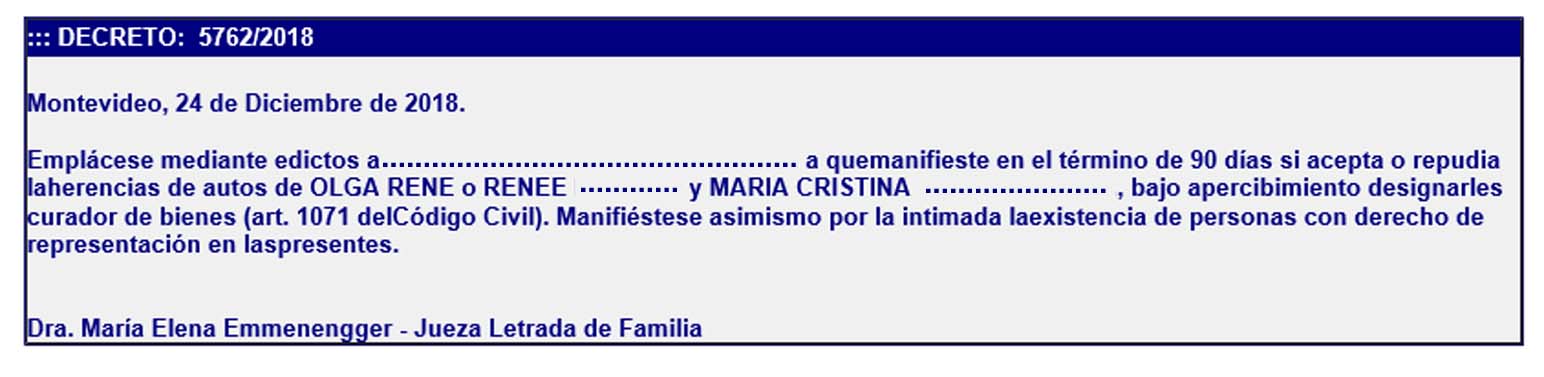 ::: DECRETO: 5762/2018
Montevideo, 24 de Diciembre de 2018.
Emplácese mediante edictos a................................................ a quemanifieste en el término de 90 días si acepta o repudia
laherencias de autos de OLGA RENE o RENEE ............ y MARIA CRISTINA ...................... , bajo apercibimiento designarles
curador de bienes (art. 1071 delCódigo Civil). Manifiéstese asimismo por la intimada laexistencia de personas con derecho de
representación en laspresentes.
Dra. María Elena Emmenengger - Jueza Letrada de Familia